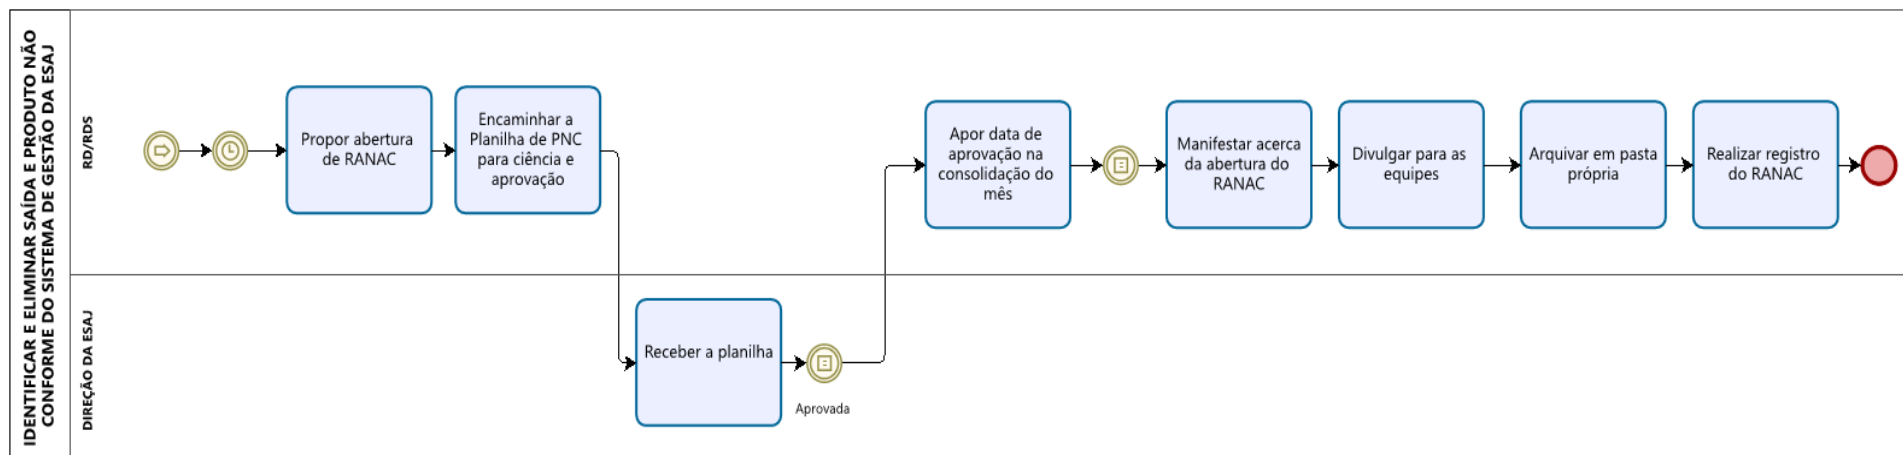 IDENTIFICAR E ELIMINAR SAÍDA E PRODUTO NÃO
CONFORME DO SISTEMA DE GESTÃO DA ESAJ
RD/RDS
Propor abertura
de RANAC
Encaminhar a
Planilha de PNC
para ciência e
aprovação
Apor data de
aprovação na
consolidação do
mês
Manifestar acerca
da abertura do
RANAC
Divulgar para as
equipes
Arquivar em pasta
própria
Realizar registro
do RANAC
DIREÇÃO DA ESAJ
Receber a planilha
Aprovada